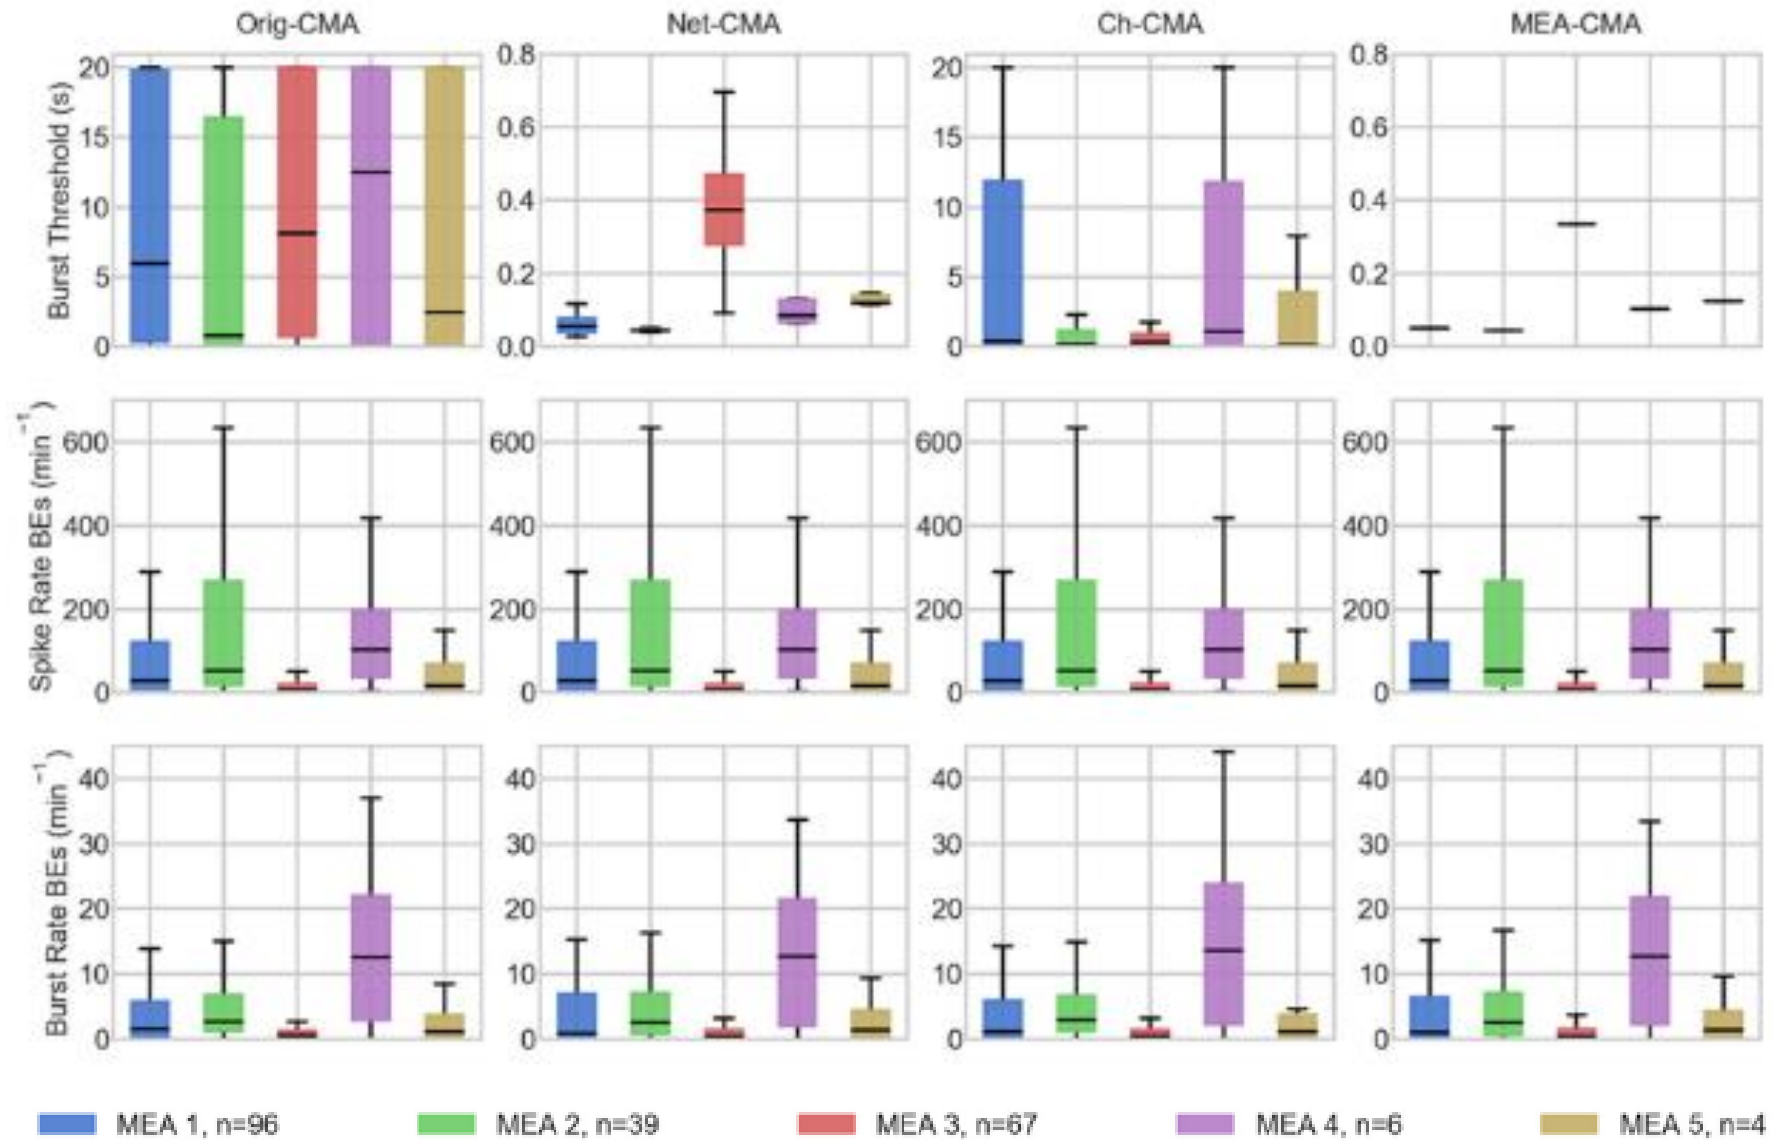 Orig-CMA Net-CMA Ch-CMA MEA-CMA
Burst Threshold (s)
20 15 10 5 0
0.8 0.6 0.4 0.2 0.0
20 15 10 5 0
0.8 0.6 0.4 0.2 0.0
Spike Rate BEs (min⁻¹)
600 400 200 0
600 400 200 0
600 400 200 0
600 400 200 0
Burst Rate BEs (min⁻¹)
40 30 20 10 0
40 30 20 10 0
40 30 20 10 0
40 30 20 10 0
MEA 1, n=96 MEA 2, n=39 MEA 3, n=67 MEA 4, n=6 MEA 5, n=4